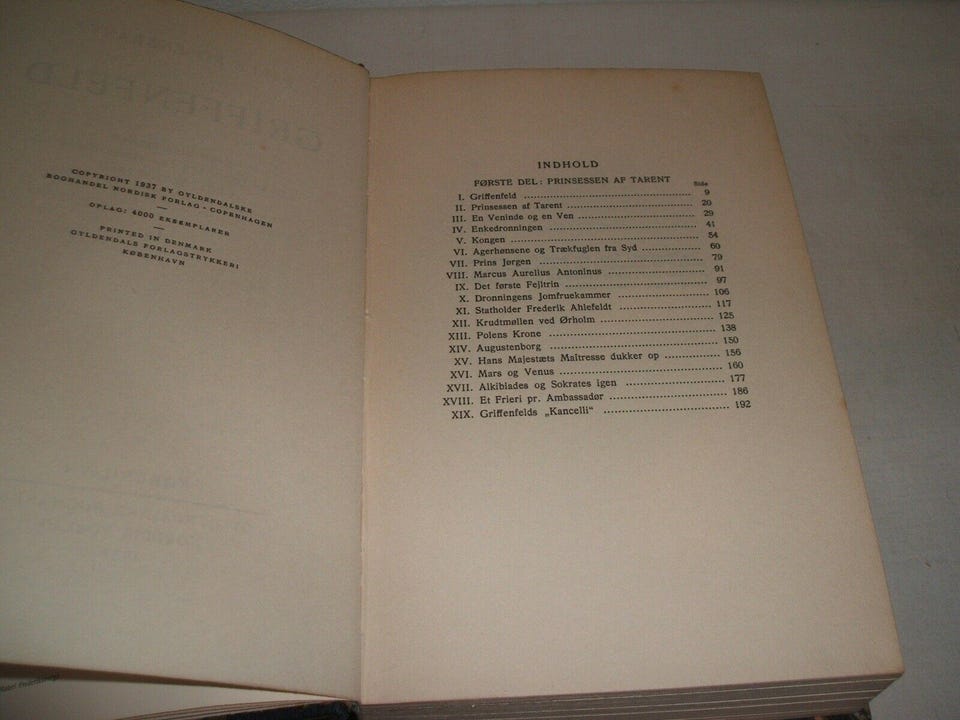 GRIFFENFELD
COPYRIGHT 1937 BY GYLDENDALSKE
BOGHANDEL NORDISK FORLAG - COPENHAGEN
—
OPLAG: 4000 EKSEMPLARER
—
PRINTED IN DENMARK
GYLDENDALS FORLAGSTRYKKERI
KØBENHAVN
INDHOLD
FØRSTE DEL: PRINSESSEN AF TARENT
Side
I. Griffenfeld 9
II. Prinsessen af Tarent 20
III. En Veninde og en Ven 29
IV. Enkedronningen 41
V. Kongen 54
VI. Agerhønsene og Trækfuglen fra Syd 60
VII. Prins Jørgen 79
VIII. Marcus Aurelius Antoninus 91
IX. Det første Fejltrin 97
X. Dronningens Jomfruekammer 106
XI. Statholder Frederik Ahlefeldt 117
XII. Krudtmøllen ved Ørholm 125
XIII. Polens Krone 138
XIV. Augustenborg 150
XV. Hans Majestæts Maîtresse dukker op 156
XVI. Mars og Venus 160
XVII. Alkibiades og Sokrates igen 177
XVIII. Et Frieri pr. Ambassadør 186
XIX. Griffenfelds „Kancelli“ 192